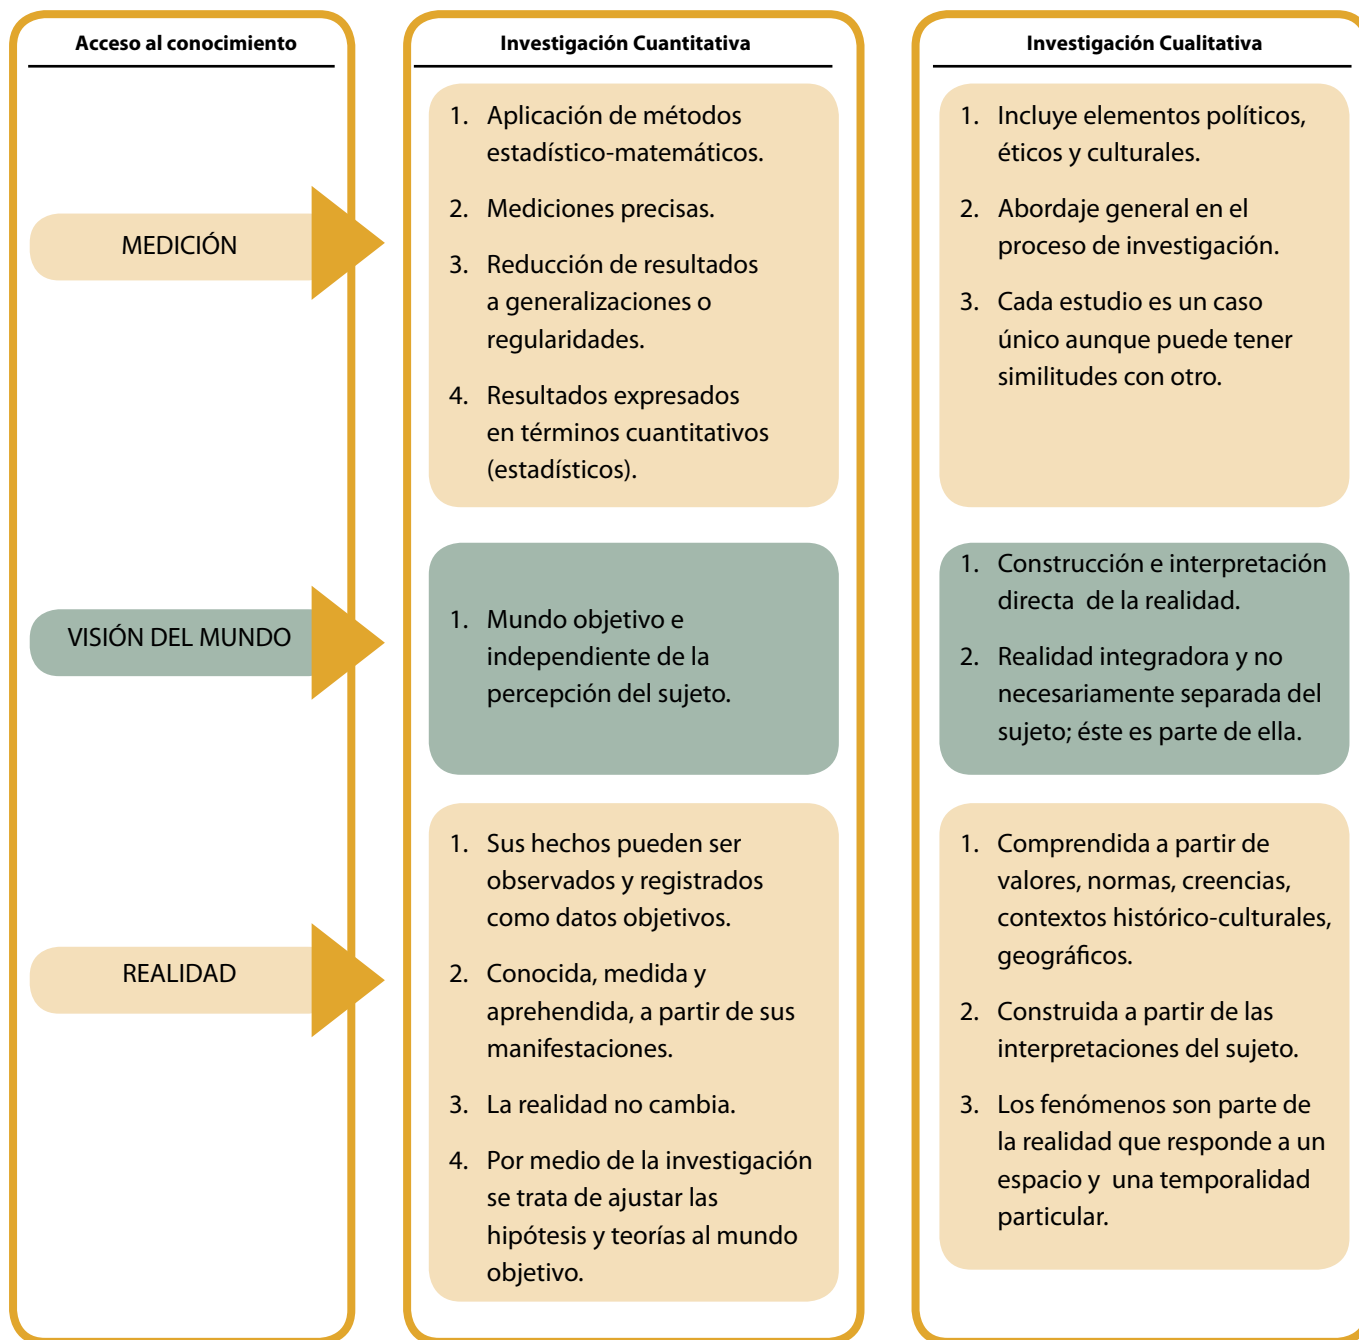 Acceso al conocimiento
MEDICIÓN
VISIÓN DEL MUNDO
REALIDAD
Investigación Cuantitativa
1. Aplicación de métodos
estadístico-matemáticos.
2. Mediciones precisas.
3. Reducción de resultados
a generalizaciones o
regularidades.
4. Resultados expresados
en términos cuantitativos
(estadísticos).
1. Mundo objetivo e
independiente de la
percepción del sujeto.
1. Sus hechos pueden ser
observados y registrados
como datos objetivos.
2. Conocida, medida y
aprehendida, a partir de sus
manifestaciones.
3. La realidad no cambia.
4. Por medio de la investigación
se trata de ajustar las
hipótesis y teorías al mundo
objetivo.
Investigación Cualitativa
1. Incluye elementos políticos,
éticos y culturales.
2. Abordaje general en el
proceso de investigación.
3. Cada estudio es un caso
único aunque puede tener
similitudes con otro.
1. Construcción e interpretación
directa de la realidad.
2. Realidad integradora y no
necesariamente separada del
sujeto; éste es parte de ella.
1. Comprendida a partir de
valores, normas, creencias,
contextos histórico-culturales,
geográficos.
2. Construida a partir de las
interpretaciones del sujeto.
3. Los fenómenos son parte de
la realidad que responde a un
espacio y una temporalidad
particular.